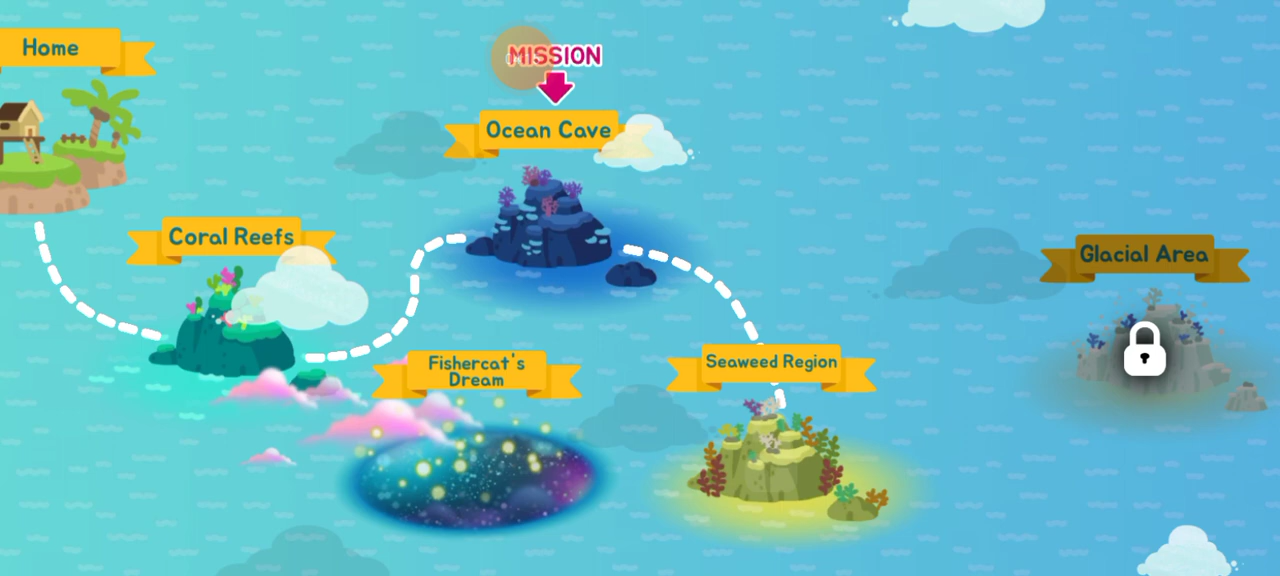 Home
MISSION
Ocean Cave
Coral Reefs
Glacial Area
Fishercat's
Dream
Seaweed Region